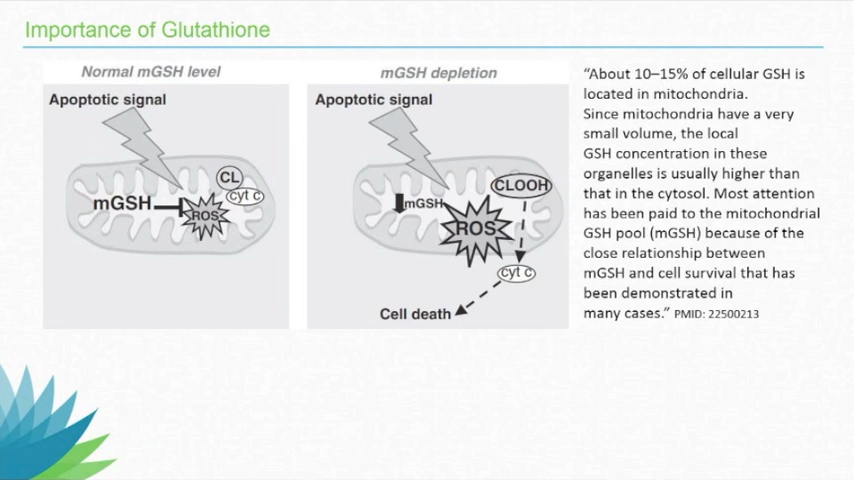 Importance of Glutathione
Normal mGSH level
Apoptotic signal
mGSH
ROS
CL
cyt c
mGSH depletion
Apoptotic signal
mGSH
ROS
CLOOH
cyt c
Cell death
“About 10–15% of cellular GSH is
located in mitochondria.
Since mitochondria have a very
small volume, the local
GSH concentration in these
organelles is usually higher than
that in the cytosol. Most attention
has been paid to the mitochondrial
GSH pool (mGSH) because of the
close relationship between
mGSH and cell survival that has
been demonstrated in
many cases.” PMID: 22500213